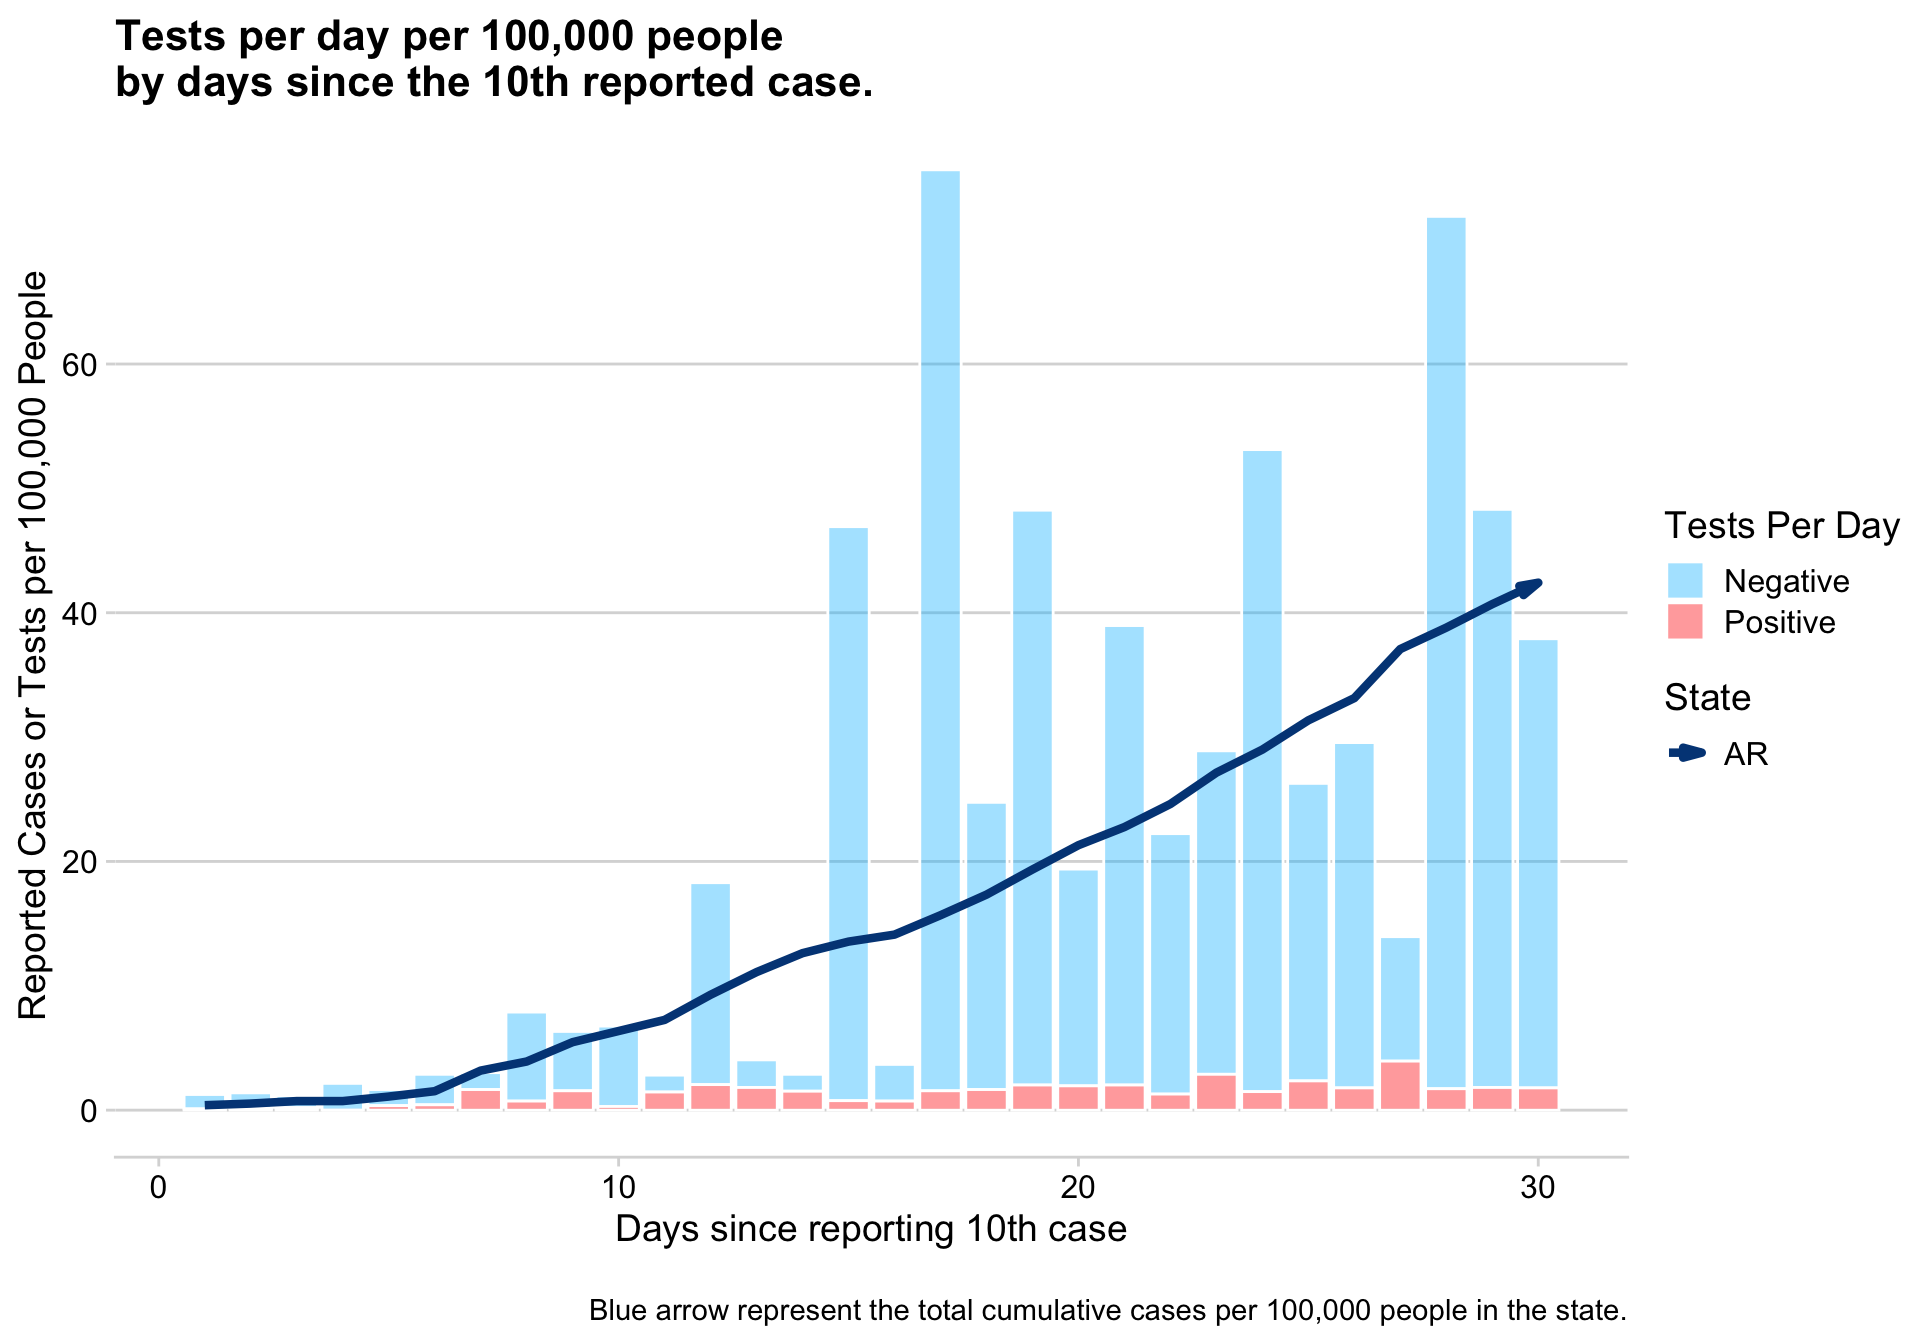 Tests per day per 100,000 people
by days since the 10th reported case.
Reported Cases or Tests per 100,000 People
60
40
20
0
0 10 20 30
Days since reporting 10th case
Tests Per Day
Negative
Positive
State
AR
Blue arrow represent the total cumulative cases per 100,000 people in the state.